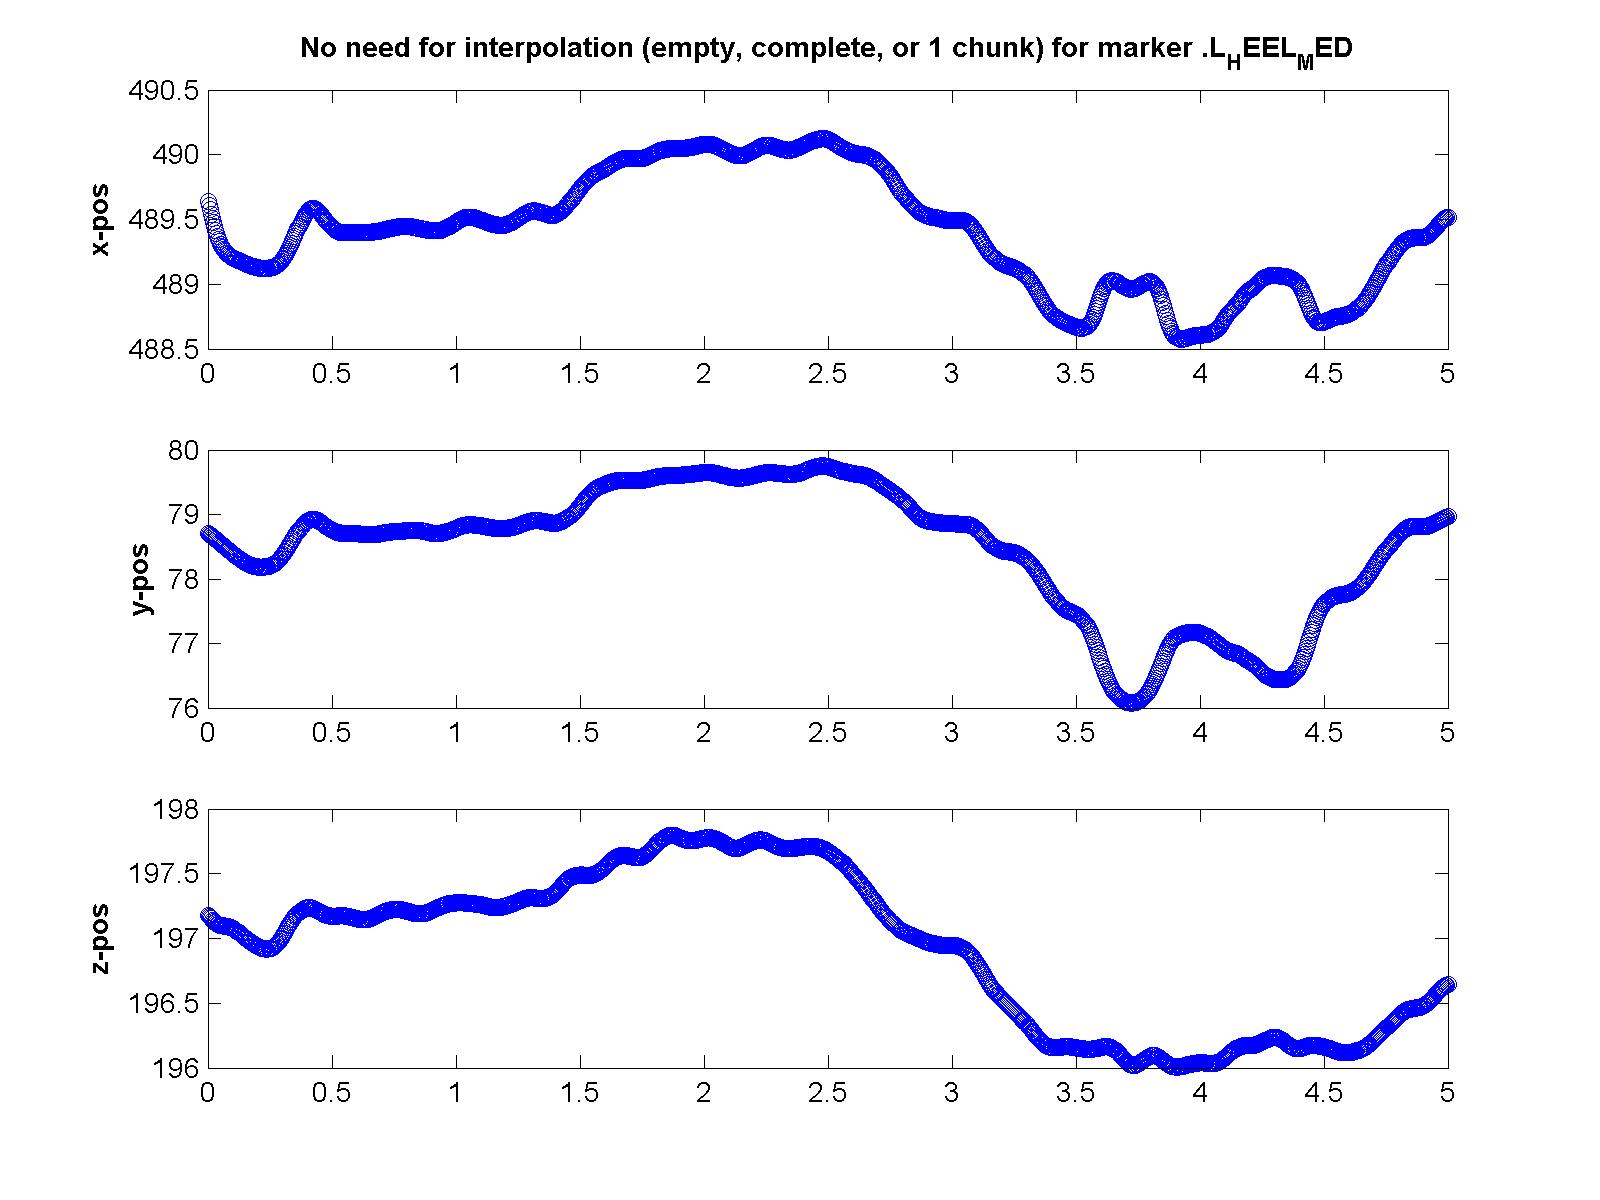 No need for interpolation (empty, complete, or 1 chunk) for marker .L_HEEL_MED
490.5
490
489.5
489
488.5
x-pos
0 0.5 1 1.5 2 2.5 3 3.5 4 4.5 5
80
79
78
77
76
y-pos
0 0.5 1 1.5 2 2.5 3 3.5 4 4.5 5
198
197.5
197
196.5
196
z-pos
0 0.5 1 1.5 2 2.5 3 3.5 4 4.5 5